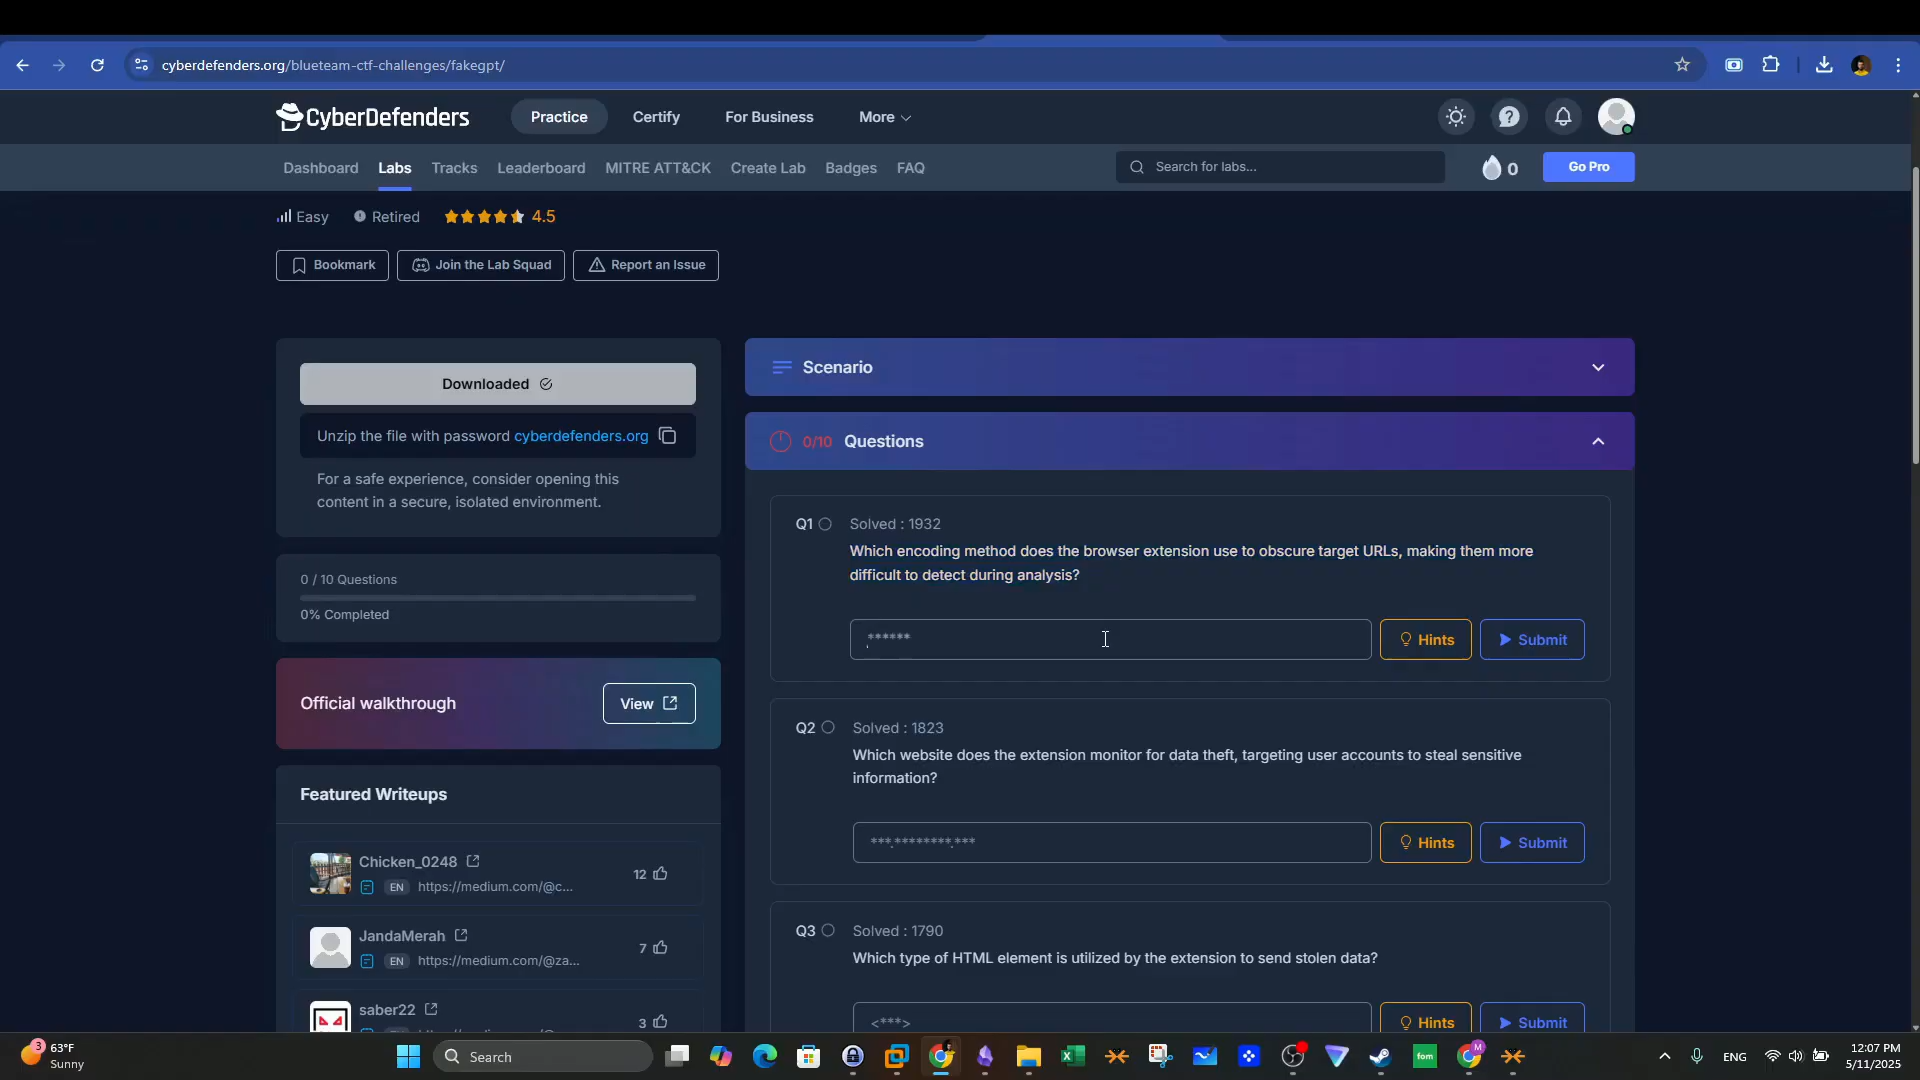 cyberdefenders.org/blueteam-ctf-challenges/fakegpt/
CyberDefenders
Practice
Certify
For Business
More
Dashboard
Labs
Tracks
Leaderboard
MITRE ATT&CK
Create Lab
Badges
FAQ
Search for labs...
0
Go Pro
Easy
Retired
4.5
Bookmark
Join the Lab Squad
Report an Issue
Downloaded
Unzip the file with password cyberdefenders.org
For a safe experience, consider opening this
content in a secure, isolated environment.
0 / 10 Questions
0% Completed
Official walkthrough
View
Featured Writeups
Chicken_0248
EN https://medium.com/@c...
12
JandaMerah
EN https://medium.com/@za...
7
saber22
3
Scenario
0/10 Questions
Q1
Solved : 1932
Which encoding method does the browser extension use to obscure target URLs, making them more
difficult to detect during analysis?
******
Hints
Submit
Q2
Solved : 1823
Which website does the extension monitor for data theft, targeting user accounts to steal sensitive
information?
***.********.***
Hints
Submit
Q3
Solved : 1790
Which type of HTML element is utilized by the extension to send stolen data?
<***>
Hints
Submit
3
63°F
Sunny
Search
fom
M
ENG
12:07 PM
5/11/2025